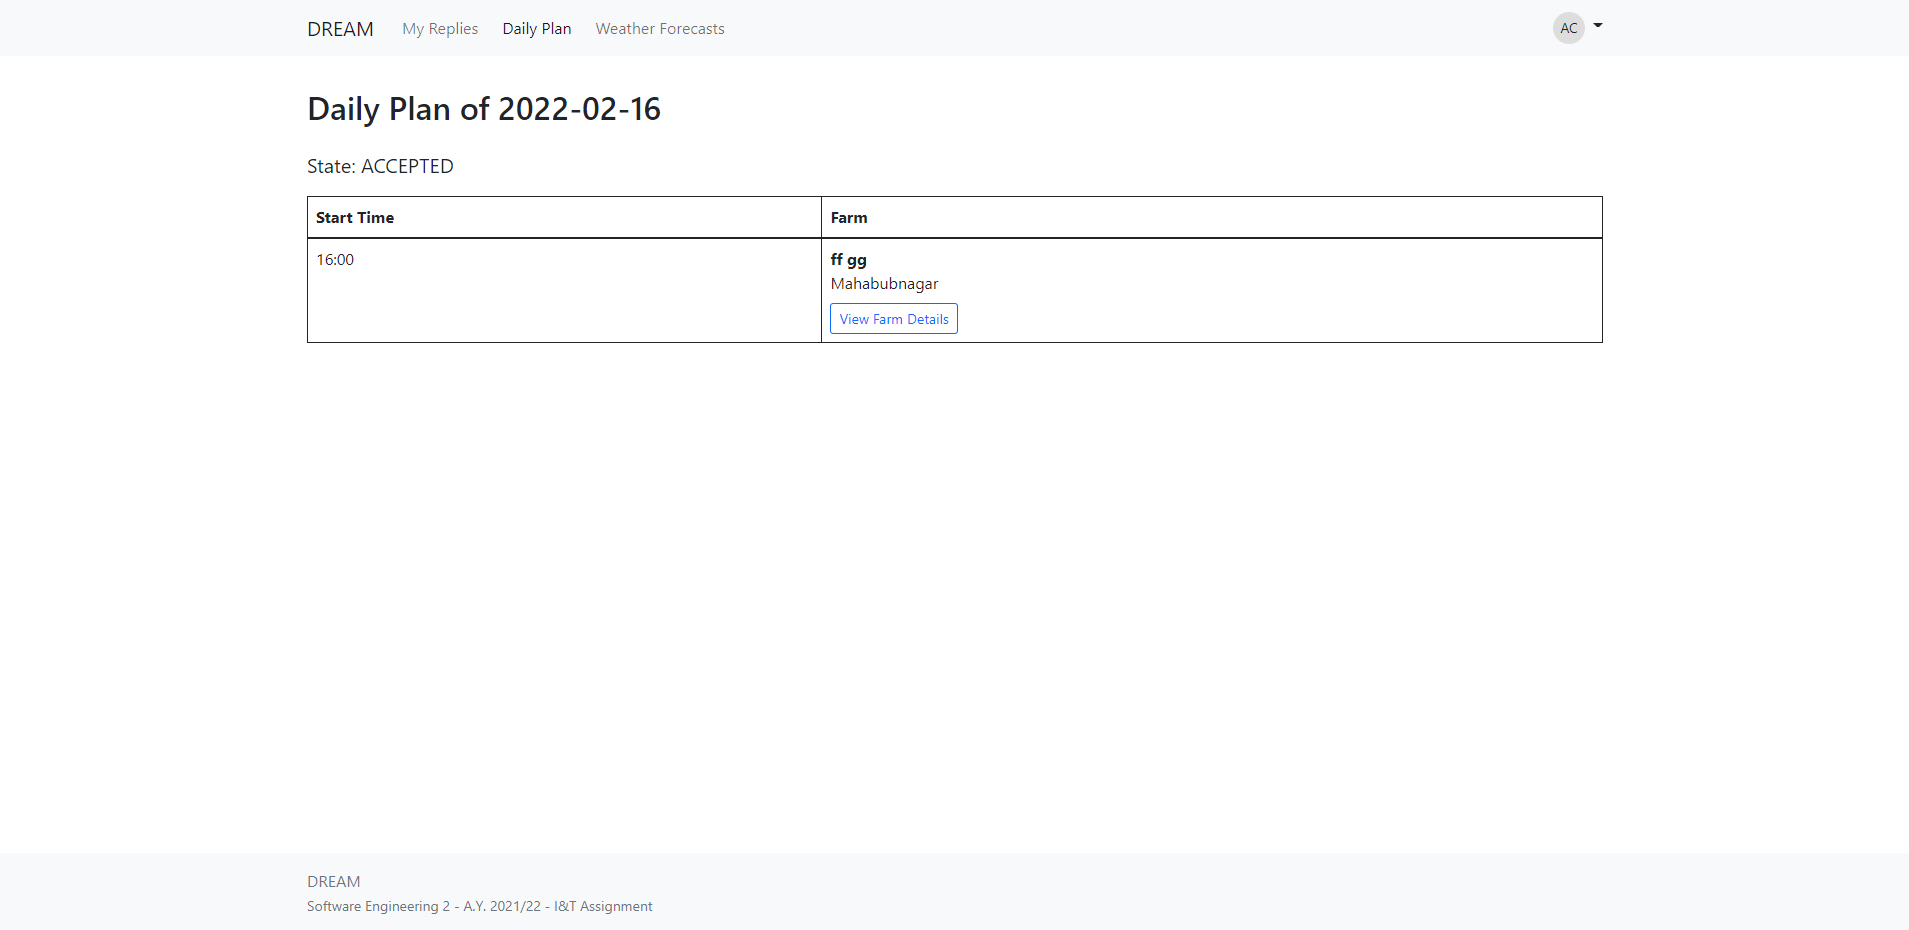 DREAM My Replies Daily Plan Weather Forecasts AC
Daily Plan of 2022-02-16
State: ACCEPTED
Start Time Farm
16:00 ff gg
Mahabubnagar
View Farm Details
DREAM
Software Engineering 2 - A.Y. 2021/22 - I&T Assignment